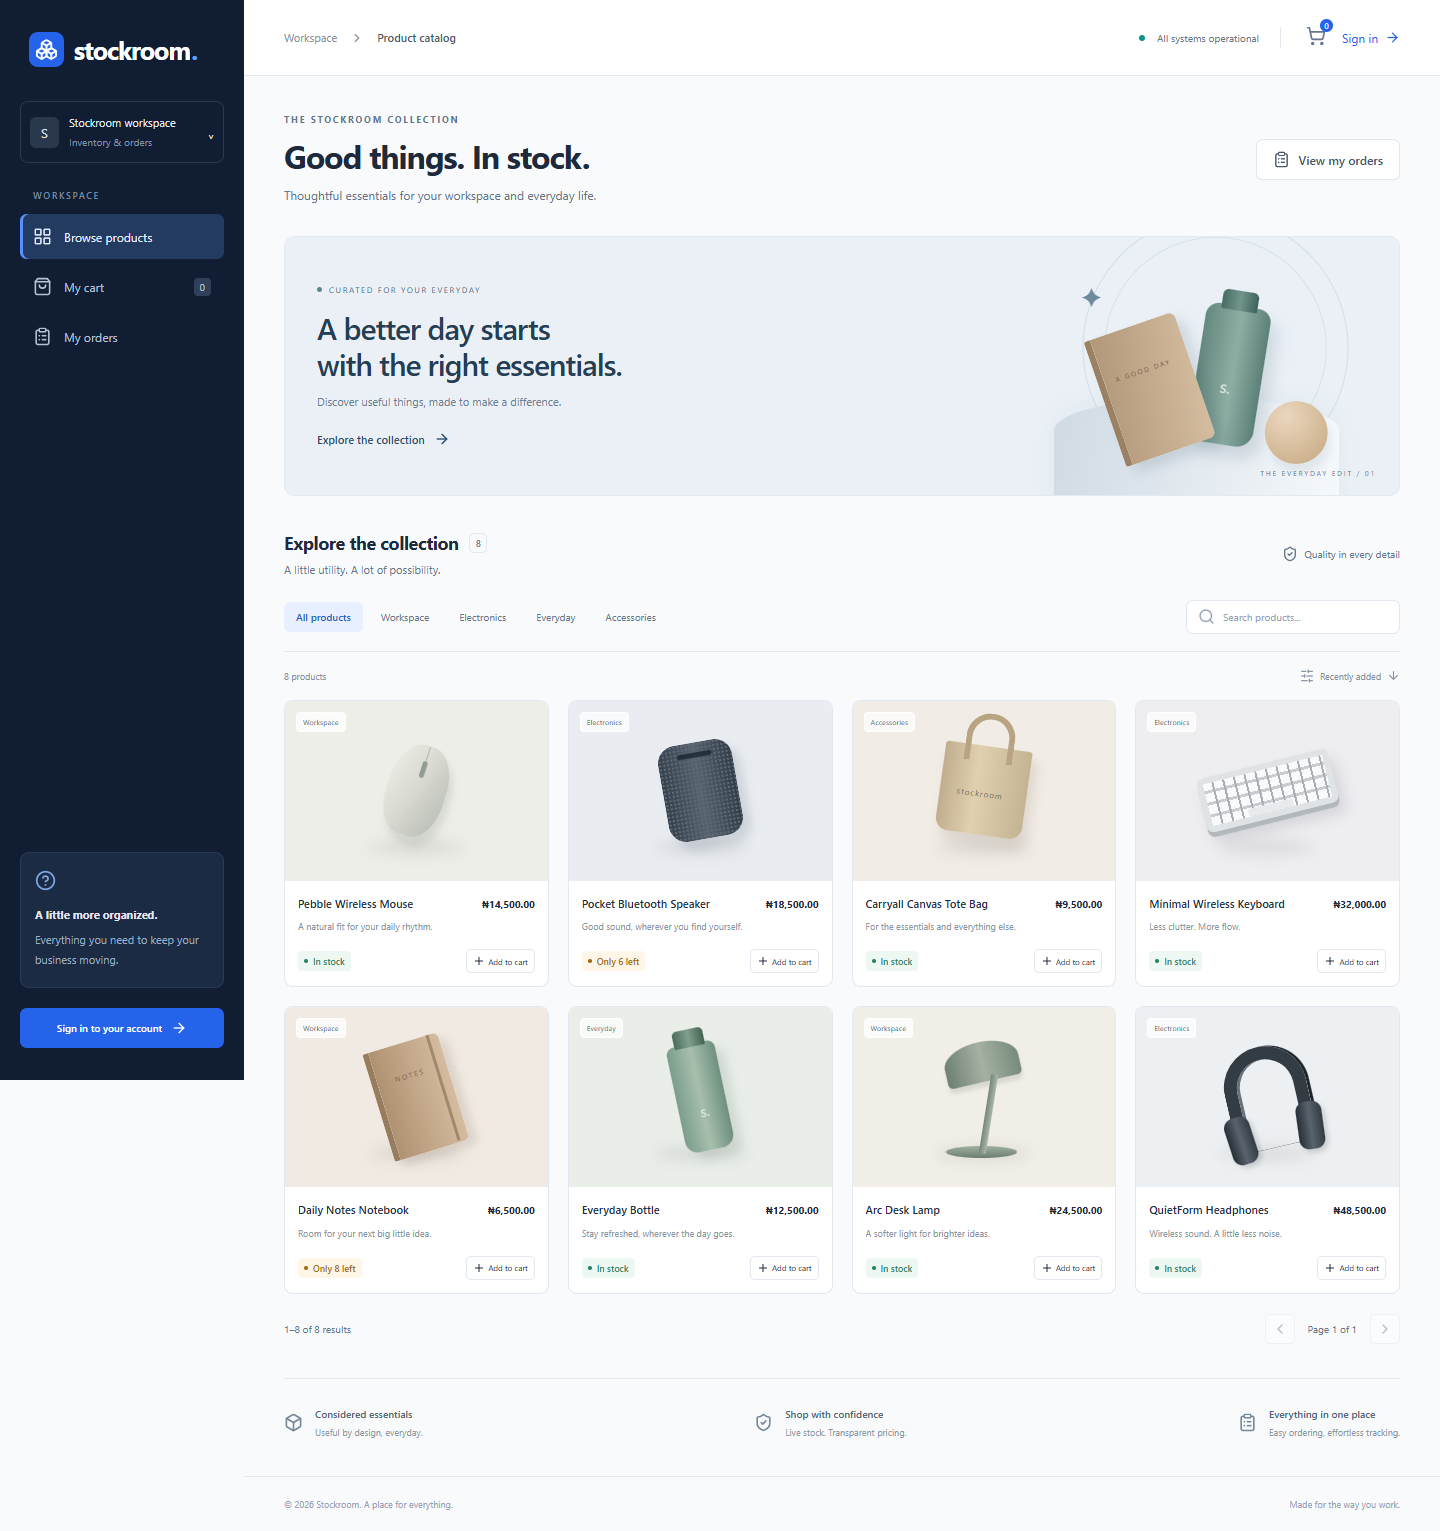 stockroom.
Stockroom workspace
Inventory & orders
S
v
WORKSPACE
Browse products
My cart
0
My orders
A little more organized.
Everything you need to keep your
business moving.
Sign in to your account
Workspace
Product catalog
All systems operational
0
Sign in
THE STOCKROOM COLLECTION
Good things. In stock.
Thoughtful essentials for your workspace and everyday life.
View my orders
CURATED FOR YOUR EVERYDAY
A better day starts
with the right essentials.
Discover useful things, made to make a difference.
Explore the collection
A GOOD DAY
S.
THE EVERYDAY EDIT / 01
Explore the collection 8
A little utility. A lot of possibility.
Quality in every detail
All products
Workspace
Electronics
Everyday
Accessories
Search products...
8 products
Recently added
Workspace
Pebble Wireless Mouse
₦14,500.00
A natural fit for your daily rhythm.
In stock
Add to cart
Electronics
Pocket Bluetooth Speaker
₦18,500.00
Good sound, wherever you find yourself.
Only 6 left
Add to cart
Accessories
stockroom
Carryall Canvas Tote Bag
₦9,500.00
For the essentials and everything else.
In stock
Add to cart
Electronics
Minimal Wireless Keyboard
₦32,000.00
Less clutter. More flow.
In stock
Add to cart
Workspace
NOTES
Daily Notes Notebook
₦6,500.00
Room for your next big little idea.
Only 8 left
Add to cart
Everyday
S.
Everyday Bottle
₦12,500.00
Stay refreshed, wherever the day goes.
In stock
Add to cart
Workspace
Arc Desk Lamp
₦24,500.00
A softer light for brighter ideas.
In stock
Add to cart
Electronics
QuietForm Headphones
₦48,500.00
Wireless sound. A little less noise.
In stock
Add to cart
1–8 of 8 results
Page 1 of 1
Considered essentials
Useful by design, everyday.
Shop with confidence
Live stock. Transparent pricing.
Everything in one place
Easy ordering, effortless tracking.
© 2026 Stockroom. A place for everything.
Made for the way you work.